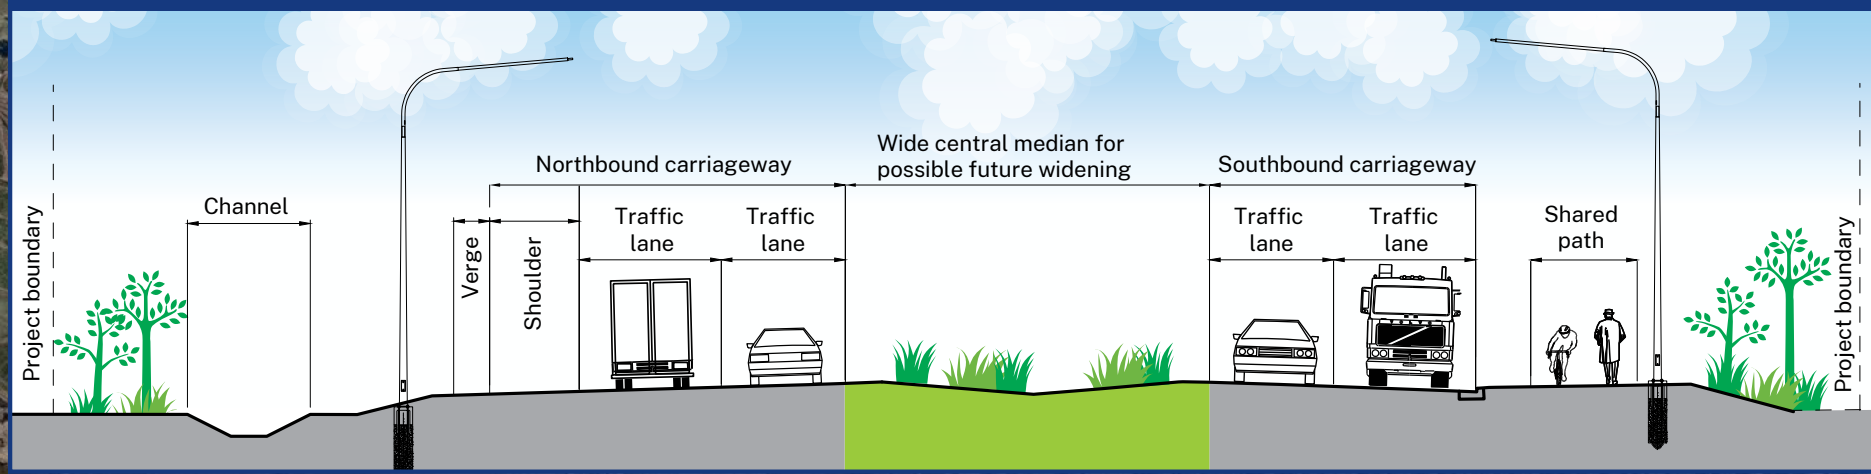 Project boundary
Channel
Verge
Shoulder
Northbound carriageway
Traffic
lane
Traffic
lane
Wide central median for
possible future widening
Southbound carriageway
Traffic
lane
Traffic
lane
Shared
path
Project boundary